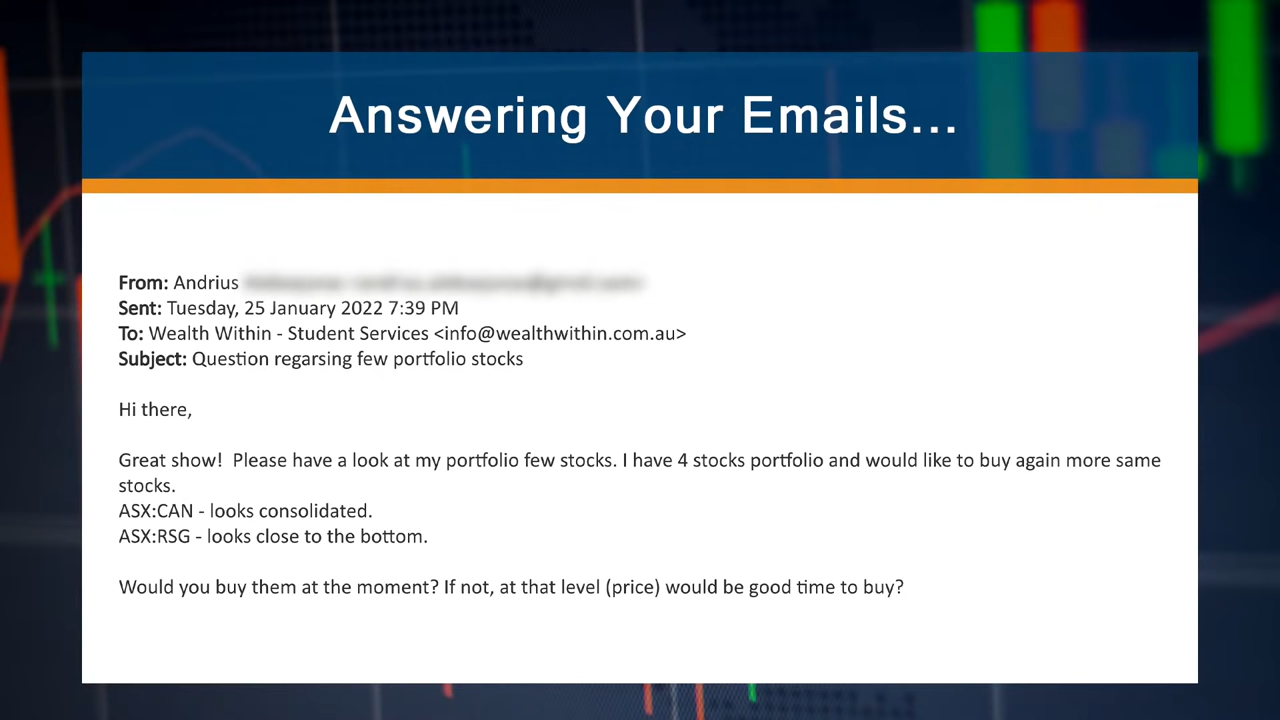 Answering Your Emails...
From: Andrius
Sent: Tuesday, 25 January 2022 7:39 PM
To: Wealth Within - Student Services <info@wealthwithin.com.au>
Subject: Question regarsing few portfolio stocks
Hi there,
Great show!  Please have a look at my portfolio few stocks. I have 4 stocks portfolio and would like to buy again more same
stocks.
ASX:CAN - looks consolidated.
ASX:RSG - looks close to the bottom.
Would you buy them at the moment? If not, at that level (price) would be good time to buy?